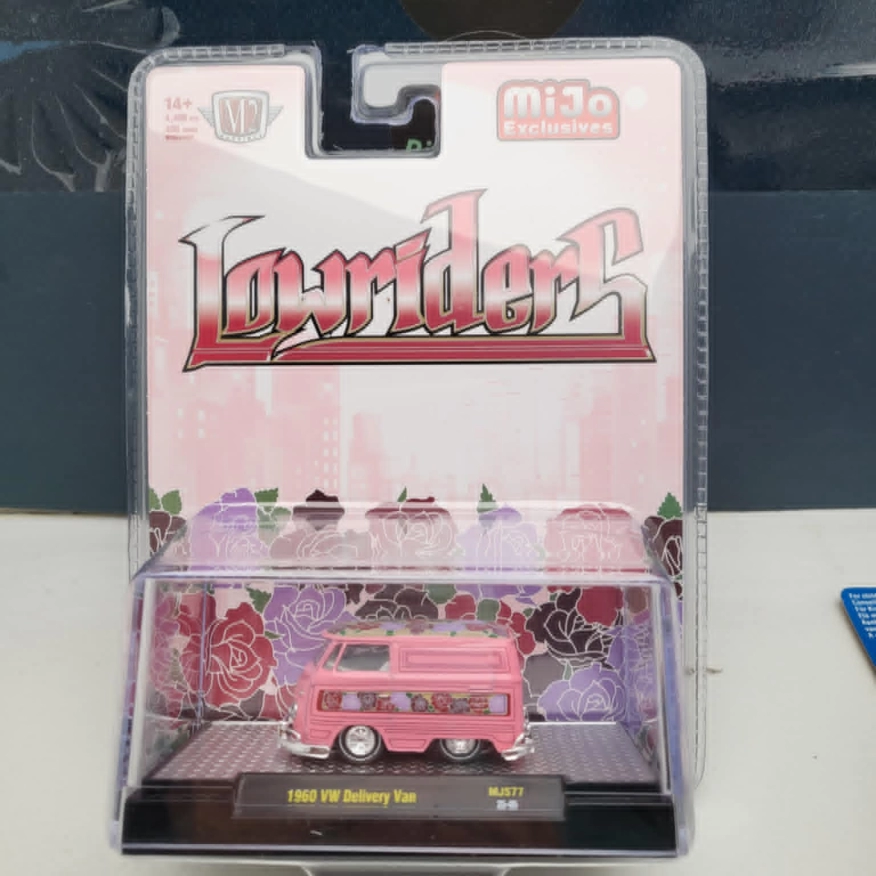 14+
M2
MiJo
Exclusives
Lowriders
1960 VW Delivery Van
MJS77